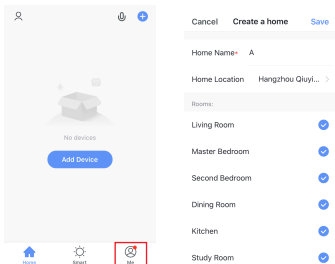 No devices
Add Device
Home
Smart
Me
Cancel
Create a home
Save
Home Name*
A
Home Location
Hangzhou Qiuyi...
Rooms:
Living Room
Master Bedroom
Second Bedroom
Dining Room
Kitchen
Study Room